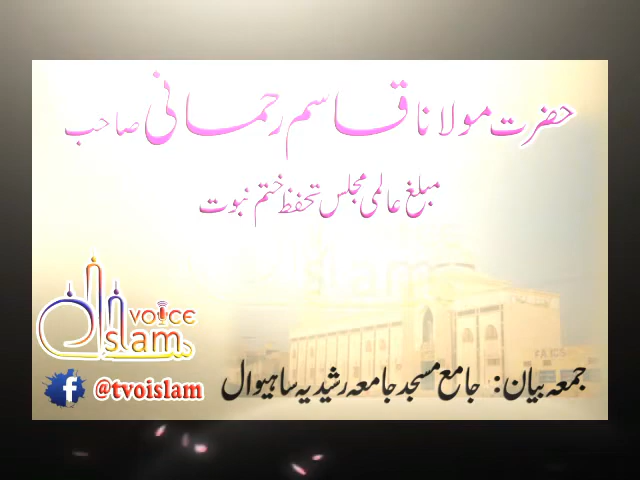 حضرت مولانا قاسم رحمانی صاحب
مبلغ عالمی مجلس تحفظ ختم نبوت
VOICE
islam
@tvoislam
جمعہ بیان: جامع مسجد جامعہ رشیدیہ ساہیوال